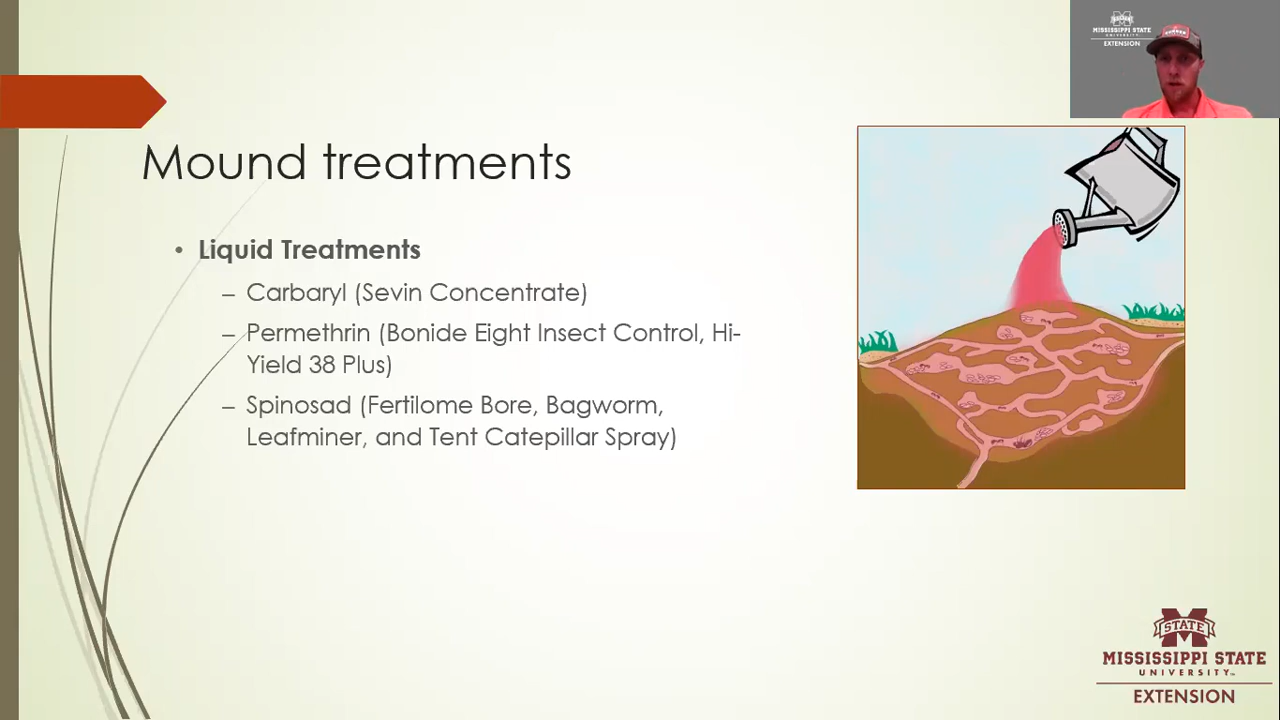 MISSISSIPPI STATE
UNIVERSITY
EXTENSION
Mound treatments
• Liquid Treatments
– Carbaryl (Sevin Concentrate)
– Permethrin (Bonide Eight Insect Control, Hi-
Yield 38 Plus)
– Spinosad (Fertilome Bore, Bagworm,
Leafminer, and Tent Catepillar Spray)
STATE
MISSISSIPPI STATE
UNIVERSITY™
EXTENSION